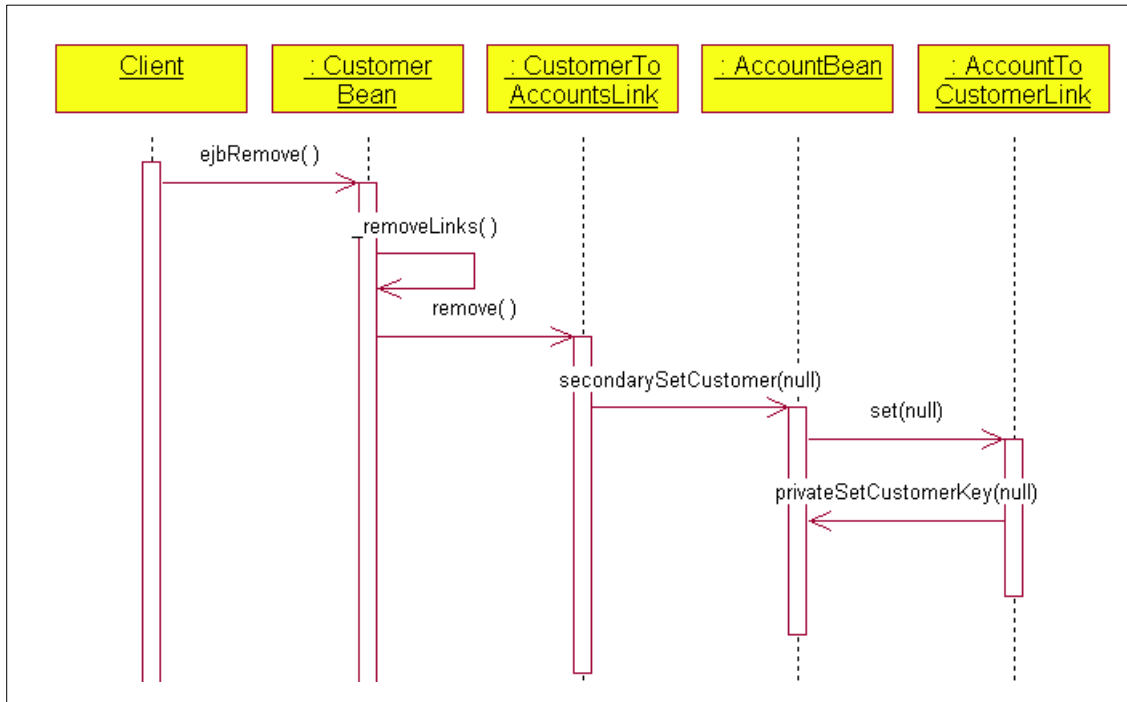 Client
: Customer
Bean
: CustomerTo
AccountsLink
: AccountBean
: AccountTo
CustomerLink
ejbRemove( )
_removeLinks( )
remove( )
secondarySetCustomer(null)
set(null)
privateSetCustomerKey(null)